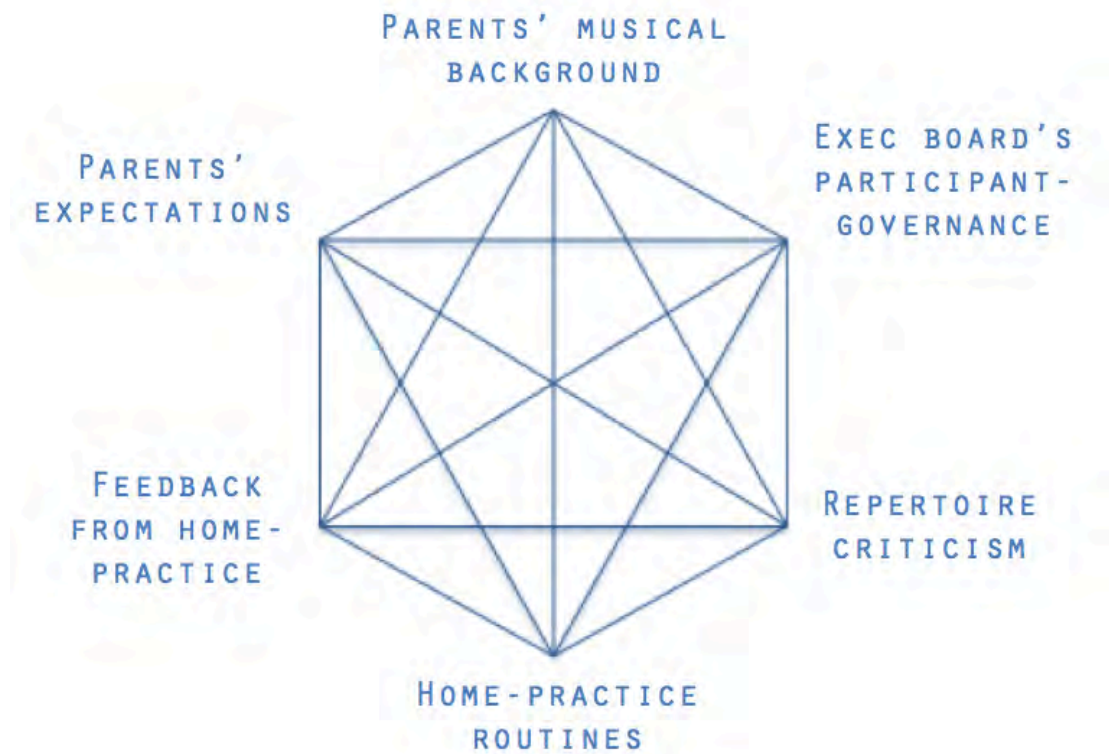 PARENTS' MUSICAL
BACKGROUND
EXEC BOARD'S
PARTICIPANT-
GOVERNANCE
PARENTS'
EXPECTATIONS
FEEDBACK
FROM HOME-
PRACTICE
REPERTOIRE
CRITICISM
HOME-PRACTICE
ROUTINES